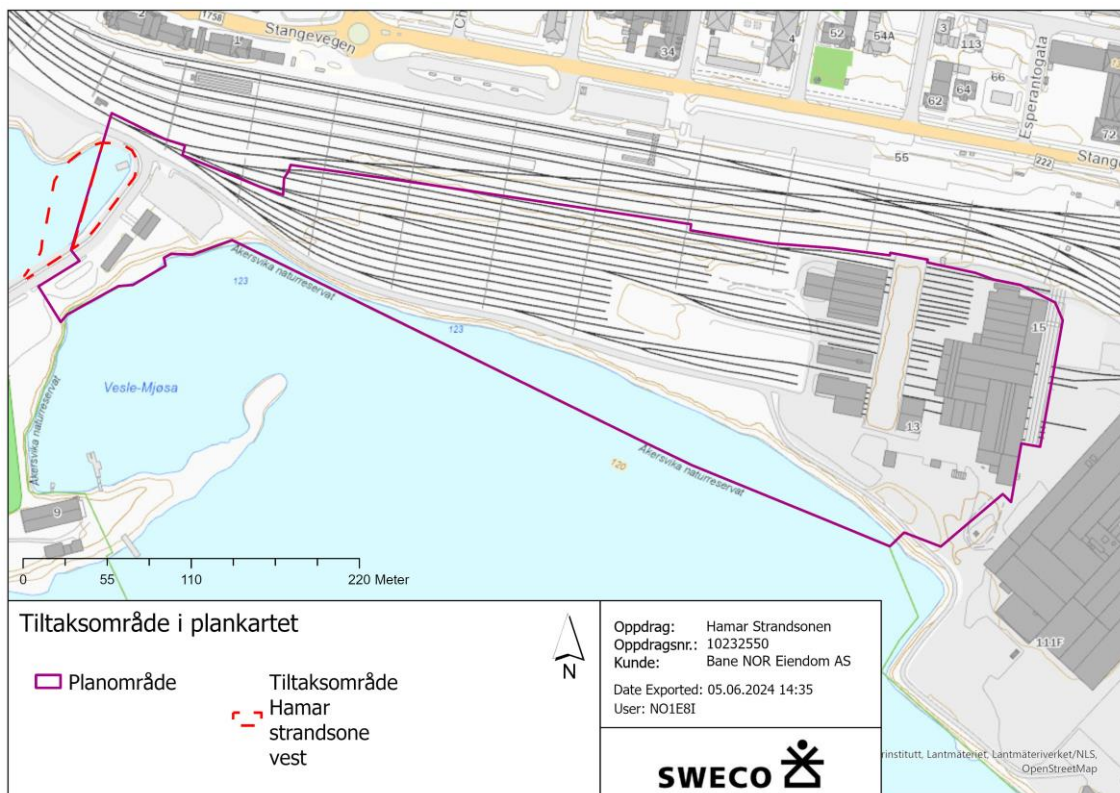 2
1758
Stangevegen
1
34
4
52
54A
3
113
66
64
62
72
Esperantogata
55
222
Stange
Åkersvika naturreservat
123
123
15
13
Vesle-Mjøsa
Åkersvika naturreservat
120
Åkersvika naturreservat
9
111F
0 55 110 220 Meter
Tiltaksområde i plankartet
Planområde
Tiltaksområde
Hamar
strandsone
vest
N
Oppdrag: Hamar Strandsonen
Oppdragsnr.: 10232550
Kunde: Bane NOR Eiendom AS
Date Exported: 05.06.2024 14:35
User: NO1E8I
SWECO
rinstitutt, Lantmäteriet, Lantmäteriverket/NLS,
OpenStreetMap